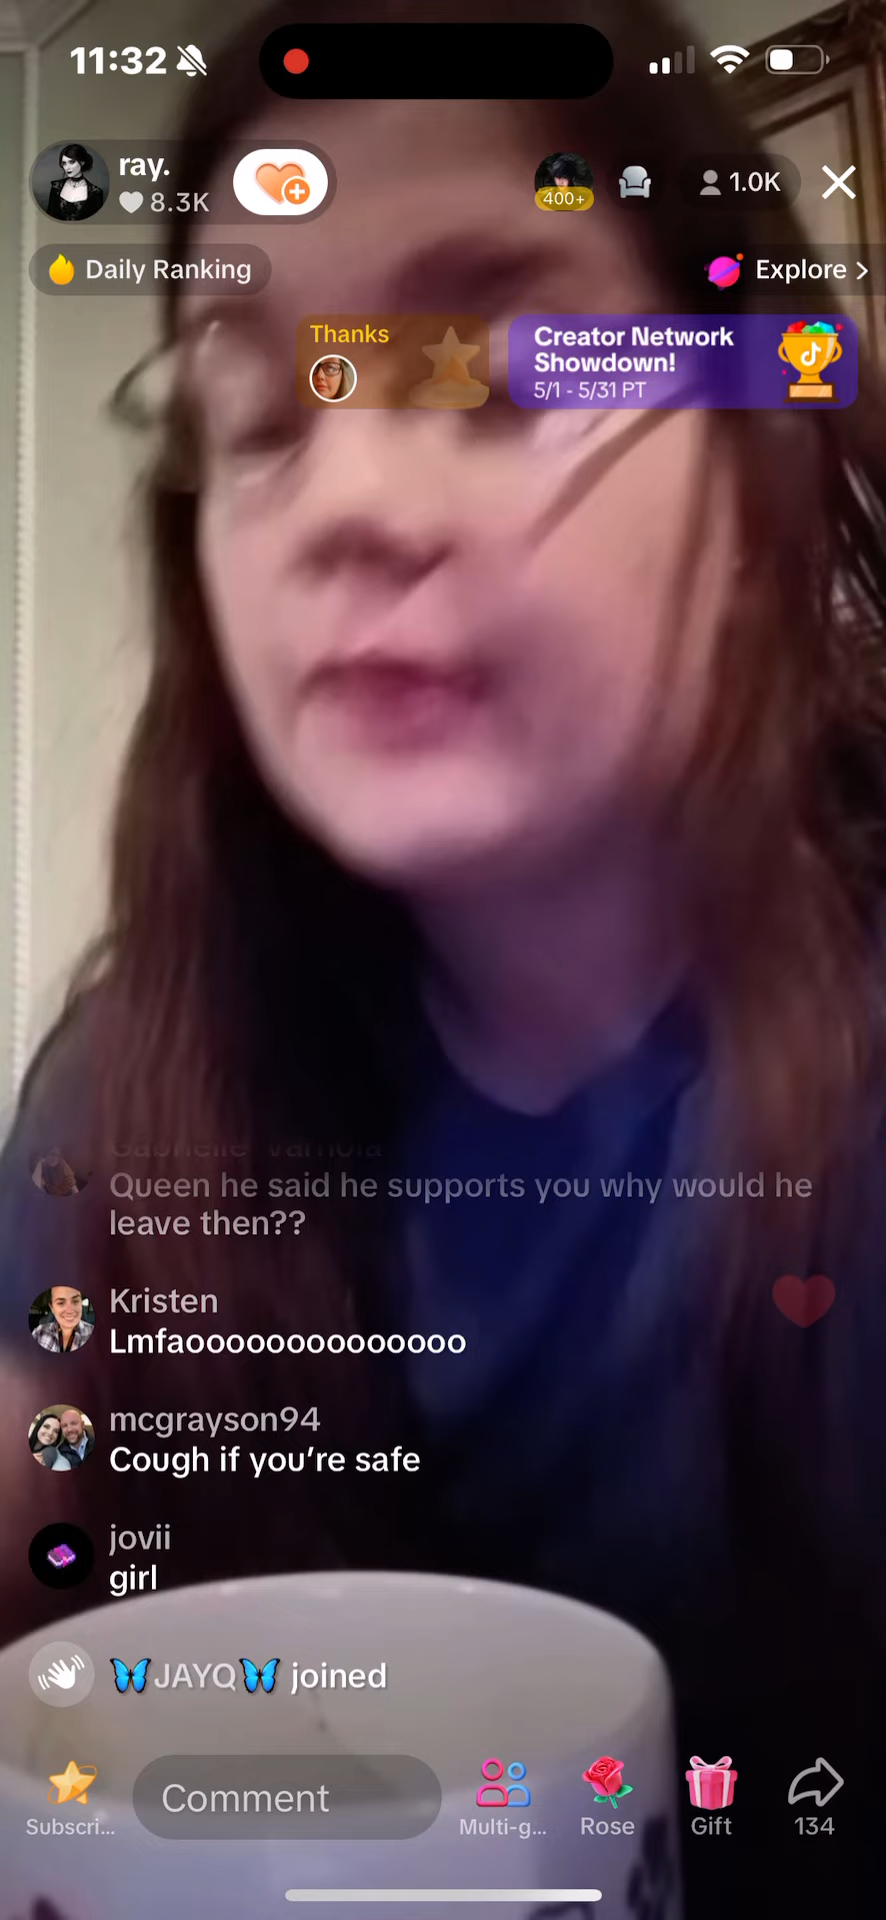 11:32
ray.
8.3K
400+
1.0K
Daily Ranking
Explore >
Thanks
Creator Network
Showdown!
5/1 - 5/31 PT
Queen he said he supports you why would he
leave then??
Kristen
Lmfaoooooooooooooo
mcgrayson94
Cough if you’re safe
jovii
girl
🦋JAYQ🦋 joined
Subscri...
Comment
Multi-g...
Rose
Gift
134